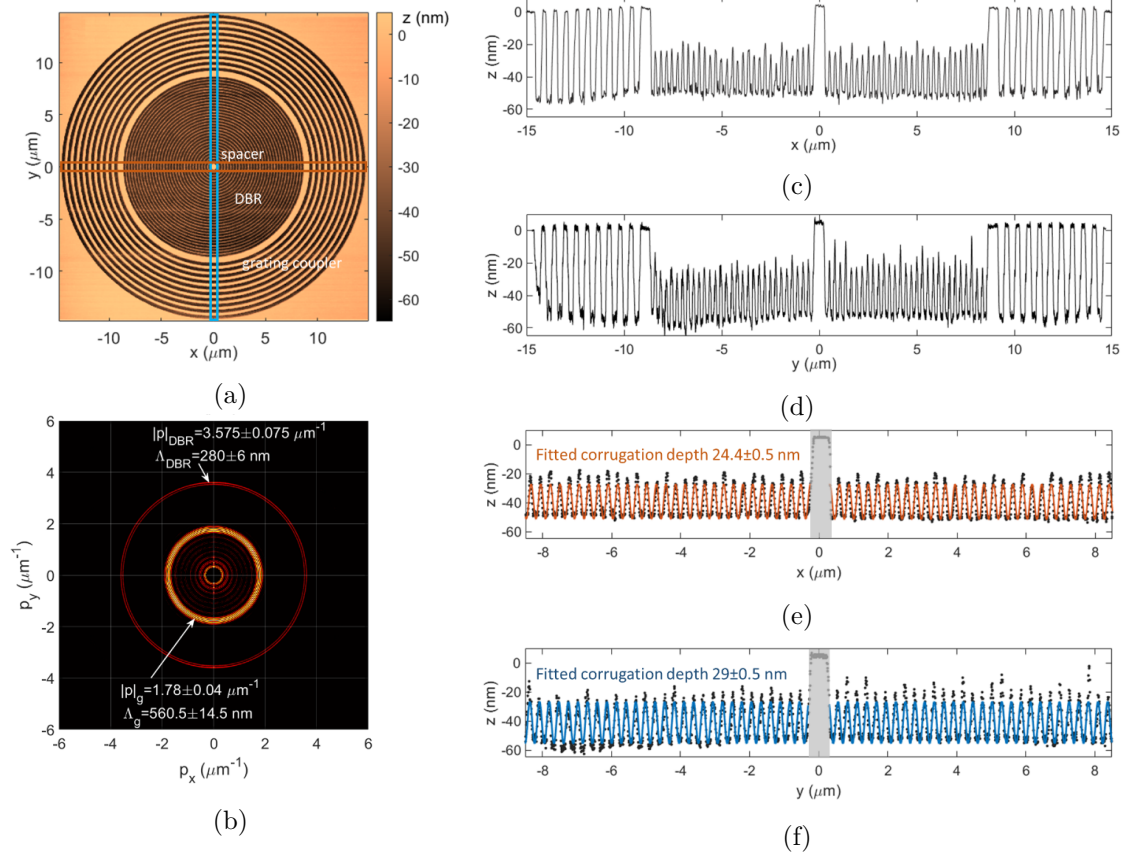 z (nm)
0
-10
-20
-30
-40
-50
-60
10
5
0
-5
-10
y (μm)
spacer
DBR
grating coupler
-10
-5
0
5
10
x (μm)
(a)
6
4
2
0
-2
-4
-6
p_y (μm⁻¹)
|p|_DBR=3.575±0.075 μm⁻¹
Λ_DBR=280±6 nm
|p|_g=1.78±0.04 μm⁻¹
Λ_g=560.5±14.5 nm
-6
-4
-2
0
2
4
6
p_x (μm⁻¹)
(b)
0
-20
-40
-60
z (nm)
-15
-10
-5
0
5
10
15
x (μm)
(c)
0
-20
-40
-60
z (nm)
-15
-10
-5
0
5
10
15
y (μm)
(d)
Fitted corrugation depth 24.4±0.5 nm
0
-20
-40
-60
z (nm)
-8
-6
-4
-2
0
2
4
6
8
x (μm)
(e)
Fitted corrugation depth 29±0.5 nm
0
-20
-40
-60
z (nm)
-8
-6
-4
-2
0
2
4
6
8
y (μm)
(f)